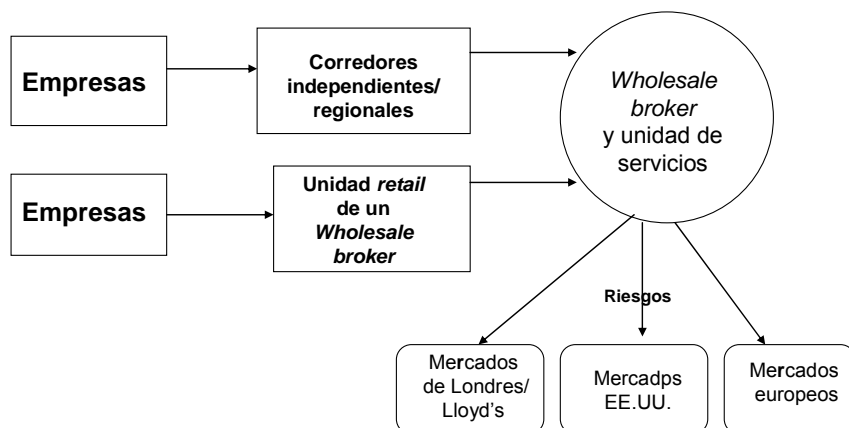 Empresas
Corredores
independientes/
regionales
Wholesale
broker
y unidad de
servicios
Empresas
Unidad retail
de un
Wholesale
broker
Riesgos
Mercados
de Londres/
Lloyd's
Mercadps
EE.UU.
Mercados
europeos